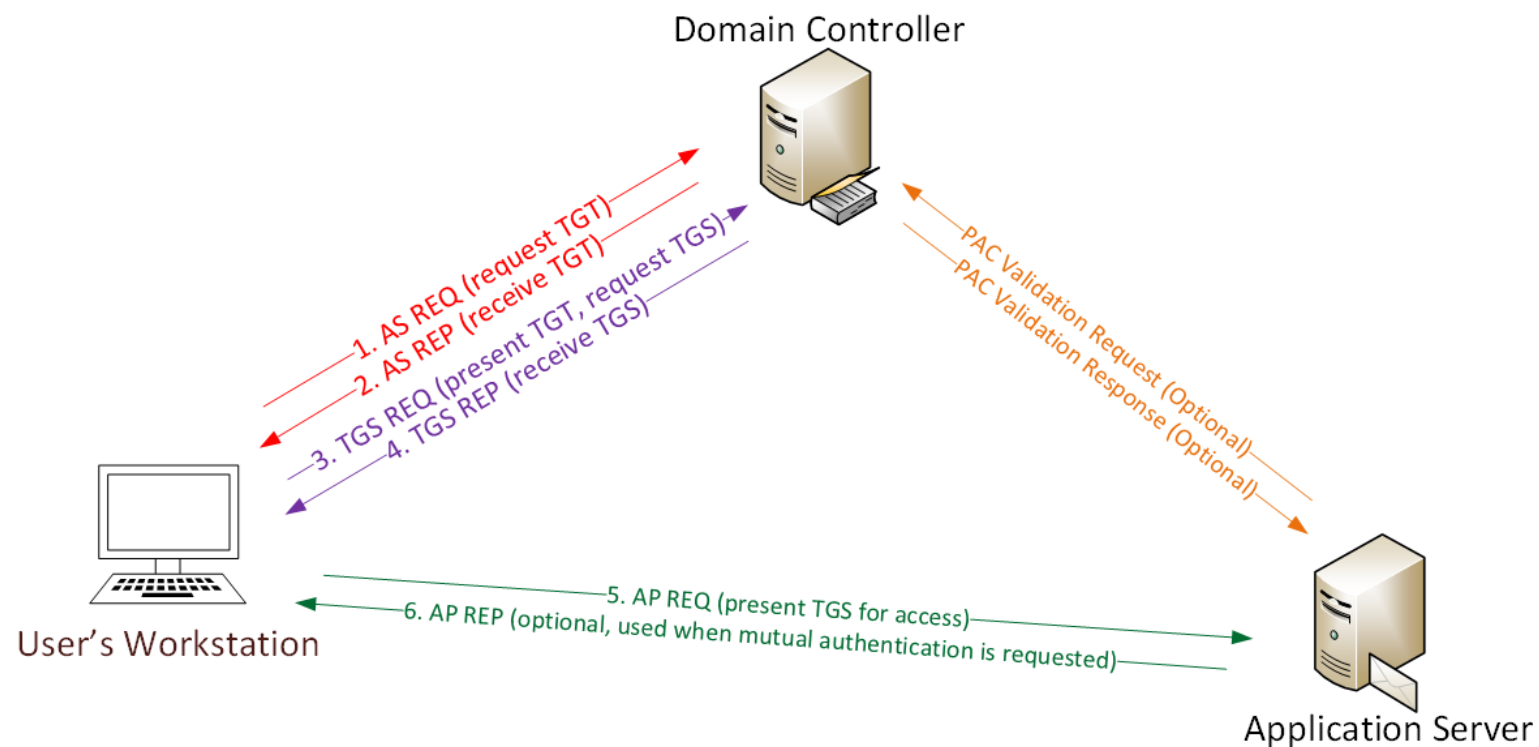 Domain Controller
1. AS REQ (request TGT)
2. AS REP (receive TGT)
3. TGS REQ (present TGT, request TGS)
4. TGS REP (receive TGS)
PAC Validation Request (Optional)
PAC Validation Response (Optional)
5. AP REQ (present TGS for access)
6. AP REP (optional, used when mutual authentication is requested)
User’s Workstation
Application Server